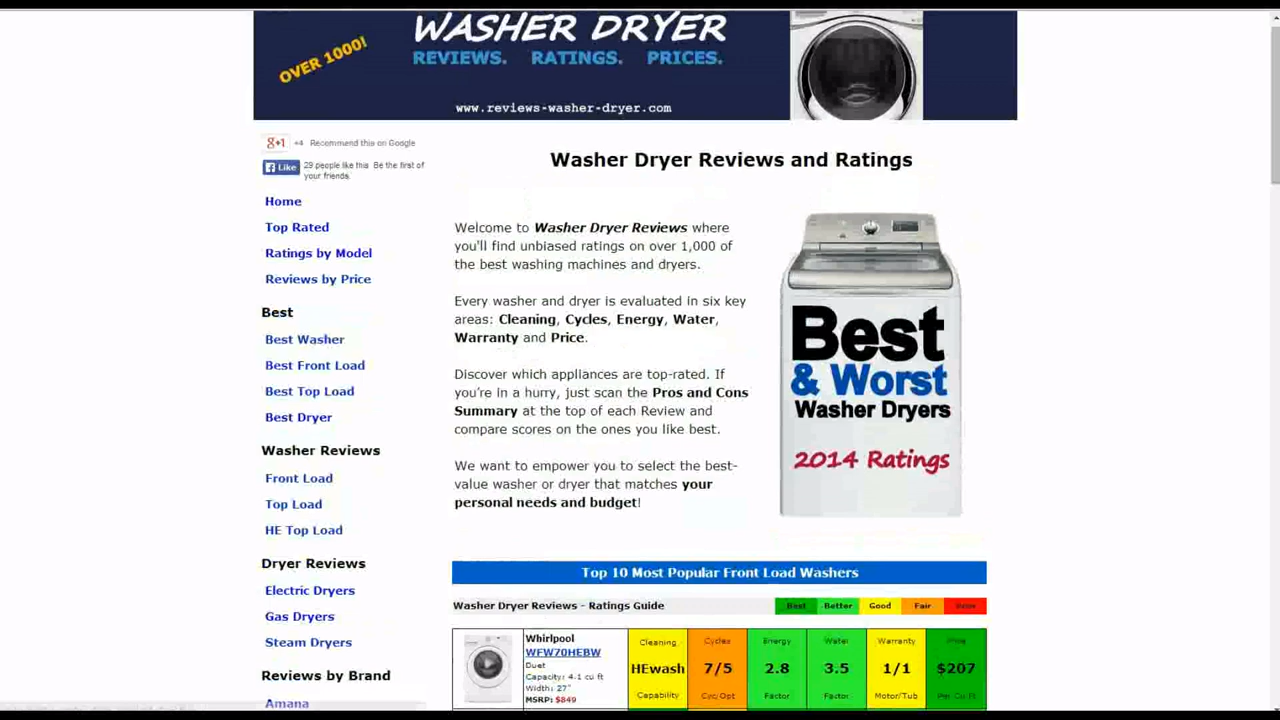 WASHER DRYER
OVER 1000!
REVIEWS. RATINGS. PRICES.
www.reviews-washer-dryer.com
g+1 +4 Recommend this on Google
Like 29 people like this Be the first of
your friends.
Home
Top Rated
Ratings by Model
Reviews by Price
Best
Best Washer
Best Front Load
Best Top Load
Best Dryer
Washer Reviews
Front Load
Top Load
HE Top Load
Dryer Reviews
Electric Dryers
Gas Dryers
Steam Dryers
Reviews by Brand
Amana
Washer Dryer Reviews and Ratings
Welcome to Washer Dryer Reviews where
you'll find unbiased ratings on over 1,000 of
the best washing machines and dryers.
Every washer and dryer is evaluated in six key
areas: Cleaning, Cycles, Energy, Water,
Warranty and Price.
Discover which appliances are top-rated. If
you're in a hurry, just scan the Pros and Cons
Summary at the top of each Review and
compare scores on the ones you like best.
We want to empower you to select the best-
value washer or dryer that matches your
personal needs and budget!
Best
& Worst
Washer Dryers
2014 Ratings
Top 10 Most Popular Front Load Washers
Washer Dryer Reviews - Ratings Guide Best Better Good Fair Poor
Whirlpool
WFW70HEBW
Duet
Capacity: 4.1 cu ft
Width: 27"
MSRP: $849
Cleaning Cycles Energy Water Warranty Price
HEwash 7/5 2.8 3.5 1/1 $207
Capability Cyc/Opt Factor Factor Motor/Tub Per Cu Ft